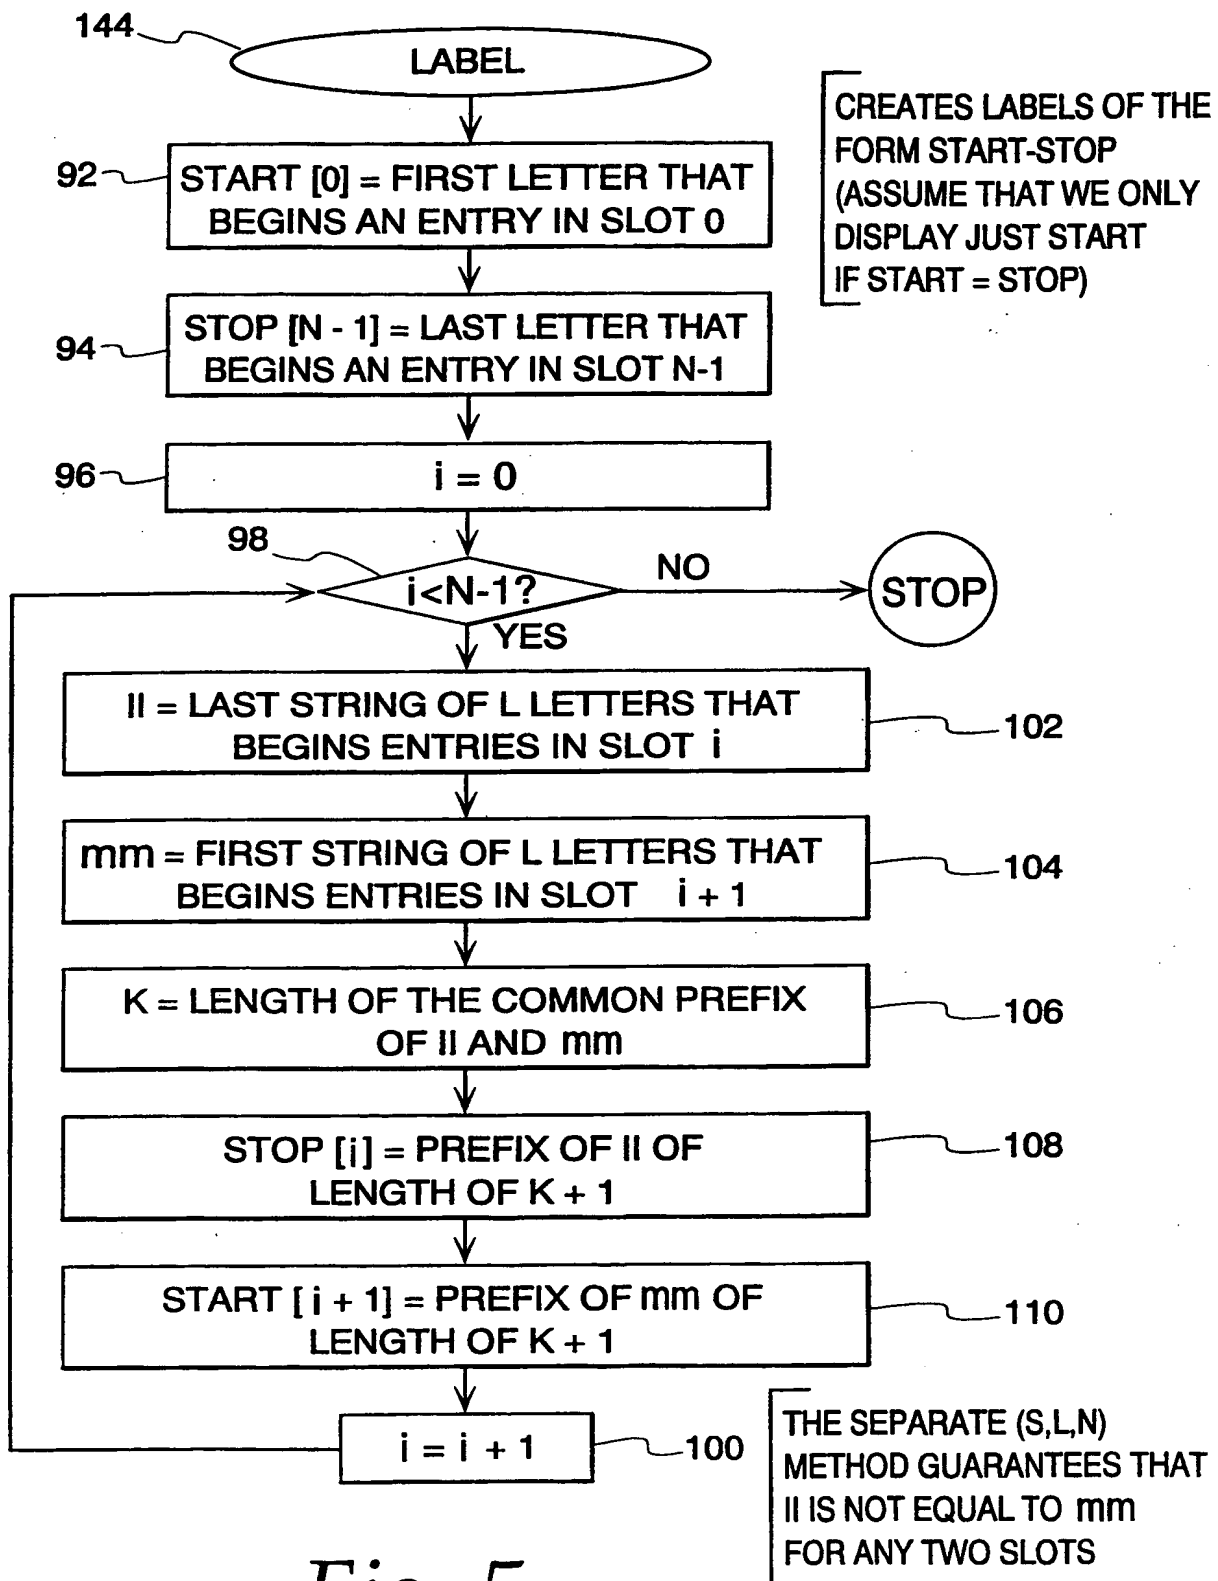 144
LABEL
CREATES LABELS OF THE
FORM START-STOP
(ASSUME THAT WE ONLY
DISPLAY JUST START
IF START = STOP)
92
START [0] = FIRST LETTER THAT
BEGINS AN ENTRY IN SLOT 0
94
STOP [N - 1] = LAST LETTER THAT
BEGINS AN ENTRY IN SLOT N-1
96
i = 0
98
i<N-1?
NO
STOP
YES
ll = LAST STRING OF L LETTERS THAT
BEGINS ENTRIES IN SLOT i
102
mm = FIRST STRING OF L LETTERS THAT
BEGINS ENTRIES IN SLOT i + 1
104
K = LENGTH OF THE COMMON PREFIX
OF ll AND mm
106
STOP [i] = PREFIX OF ll OF
LENGTH OF K + 1
108
START [i + 1] = PREFIX OF mm OF
LENGTH OF K + 1
110
i = i + 1
100
THE SEPARATE (S,L,N)
METHOD GUARANTEES THAT
ll IS NOT EQUAL TO mm
FOR ANY TWO SLOTS
Fig. 5